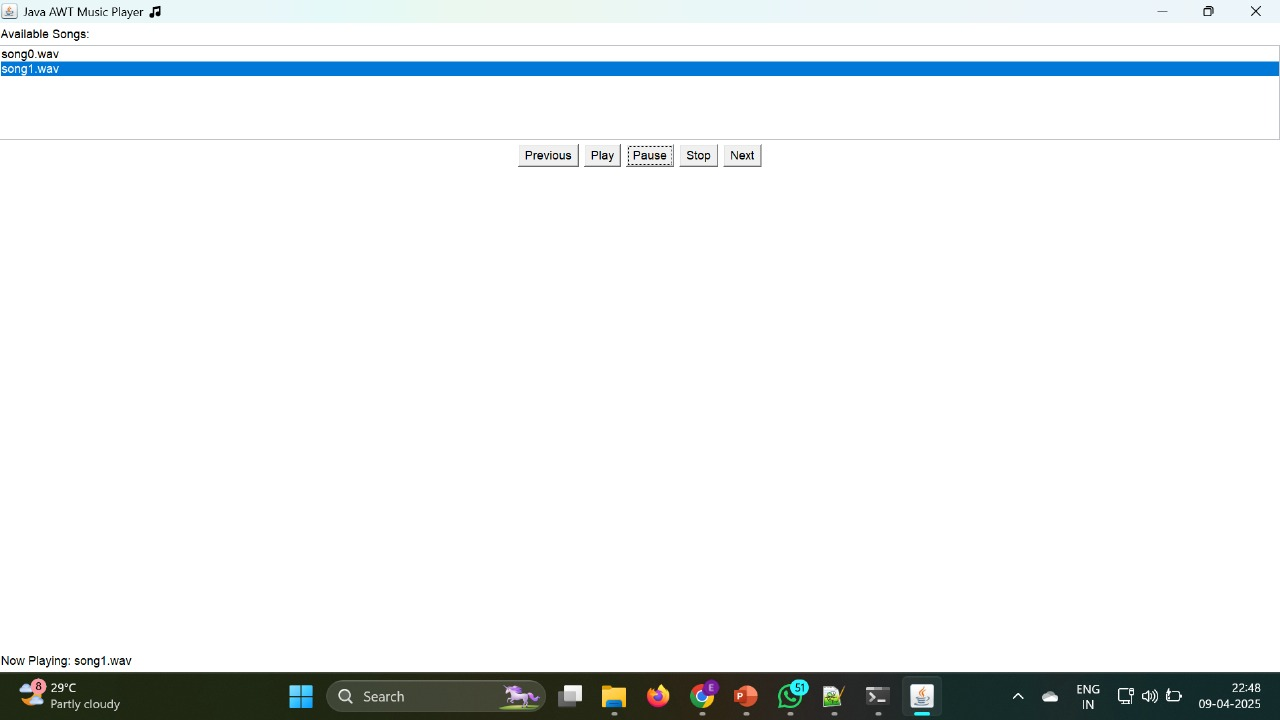 Java AWT Music Player 🎵
Available Songs:
song0.wav
song1.wav
Previous Play Pause Stop Next
Now Playing: song1.wav
8
29°C
Partly cloudy
Search
E
P
51
ENG
IN
22:48
09-04-2025